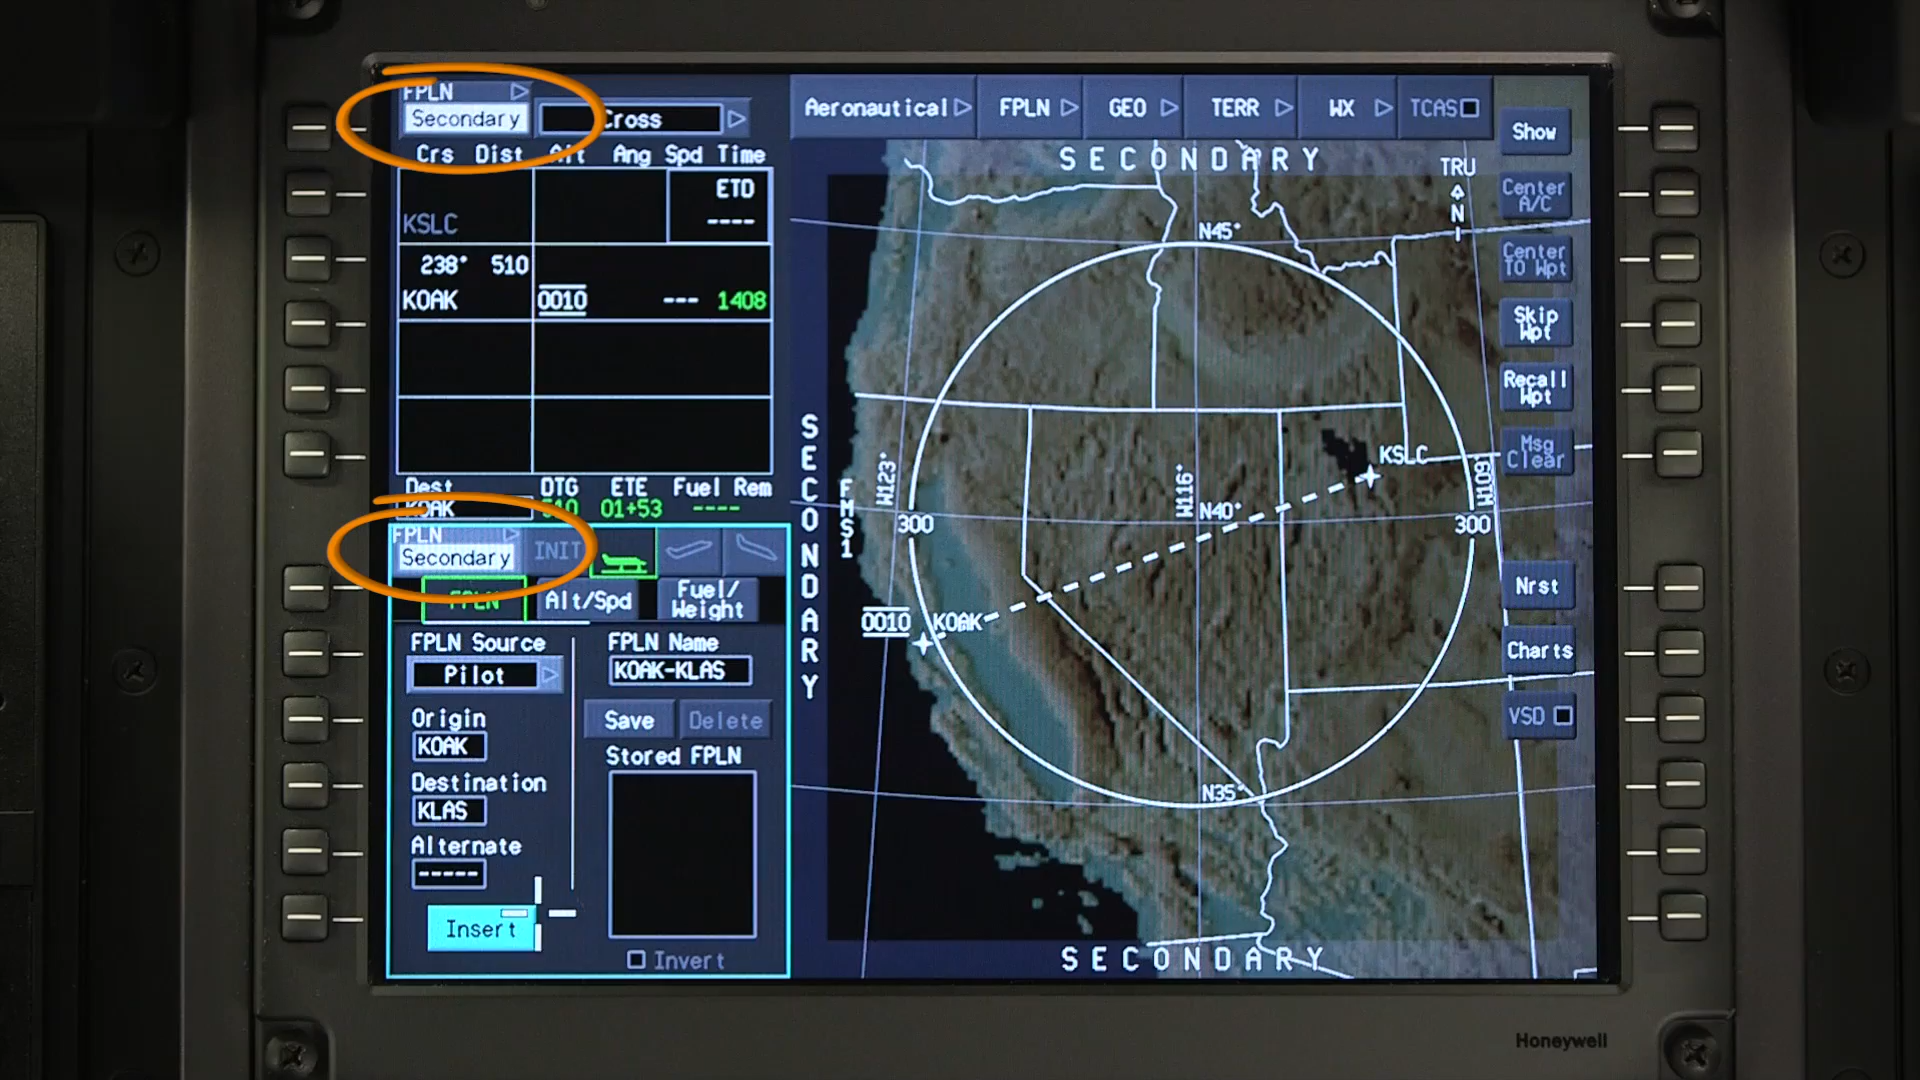 FPLN
Secondary
Cross
Crs Dist Alt Ang Spd Time
ETD
KSLC ----
238° 510
KOAK 0010 --- 1408
Dest DTG ETE Fuel Rem
KOAK 510 01+53 ----
FPLN
Secondary
INIT
FPLN
Alt/Spd
Fuel/
Weight
FPLN Source
Pilot
Origin
KOAK
Destination
KLAS
Alternate
-----
Insert
FPLN Name
KOAK-KLAS
Save
Delete
Stored FPLN
Invert
Aeronautical
FPLN
GEO
TERR
WX
TCAS
SECONDARY
TRU
N
N45°
SECONDARY
FMS1
W123°
W116°
W109°
KSLC
N40°
300
300
0010
KOAK
N35°
SECONDARY
Show
Center
A/C
Center
TO Wpt
Skip
Wpt
Recall
Wpt
Msg
Clear
Nrst
Charts
VSD
Honeywell